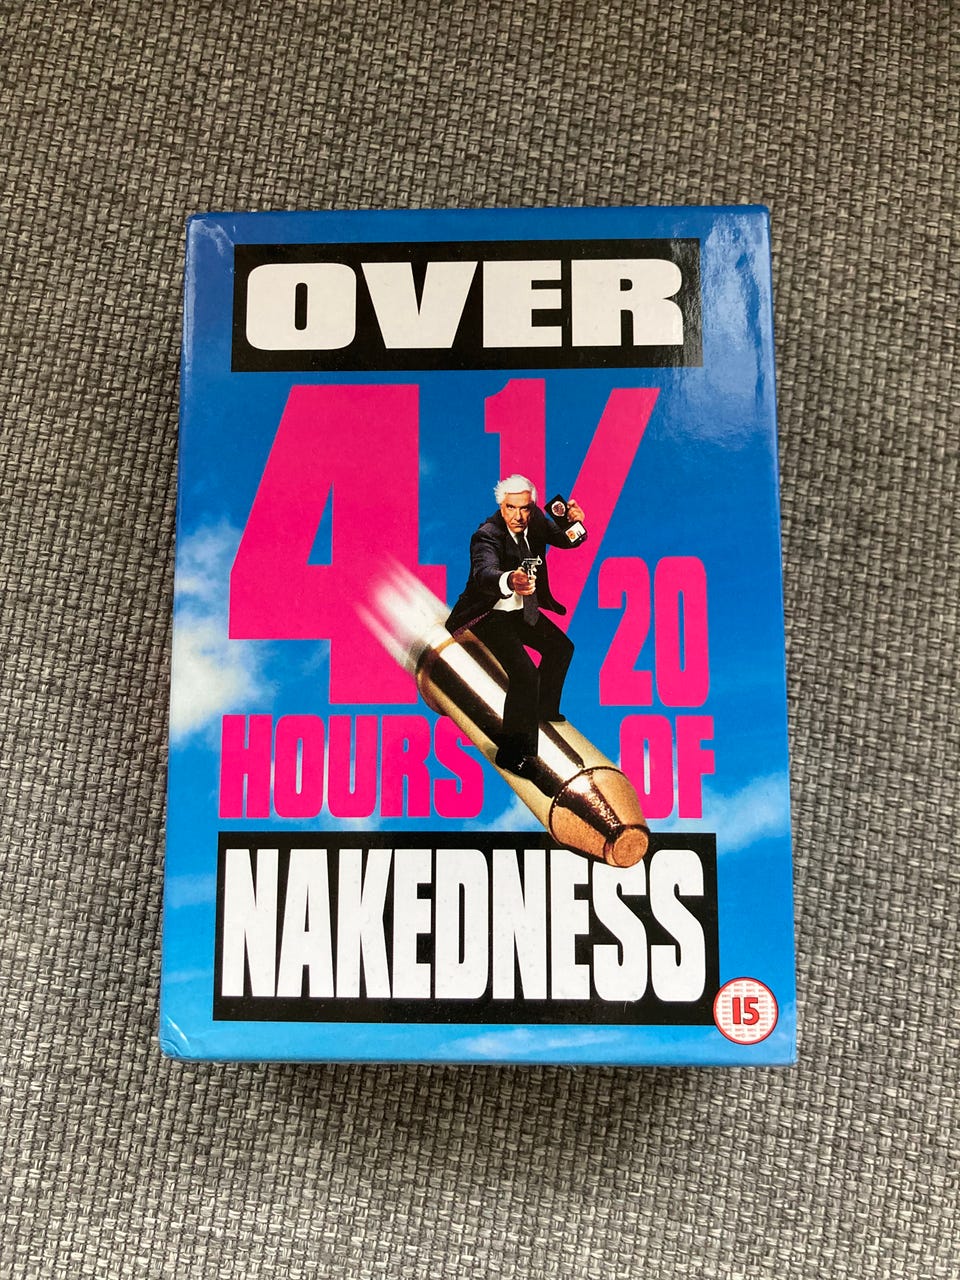 OVER
4 1/20
HOURS OF
NAKEDNESS
15